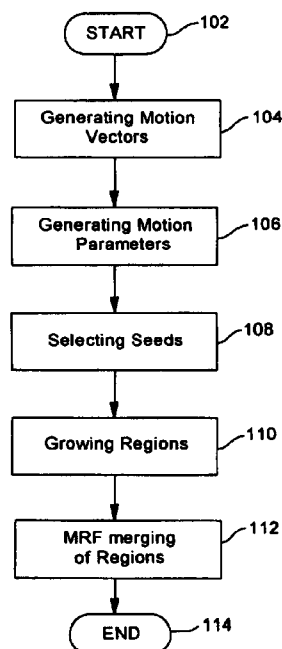 START
102
Generating Motion
Vectors
104
Generating Motion
Parameters
106
Selecting Seeds
108
Growing Regions
110
MRF merging
of Regions
112
END
114